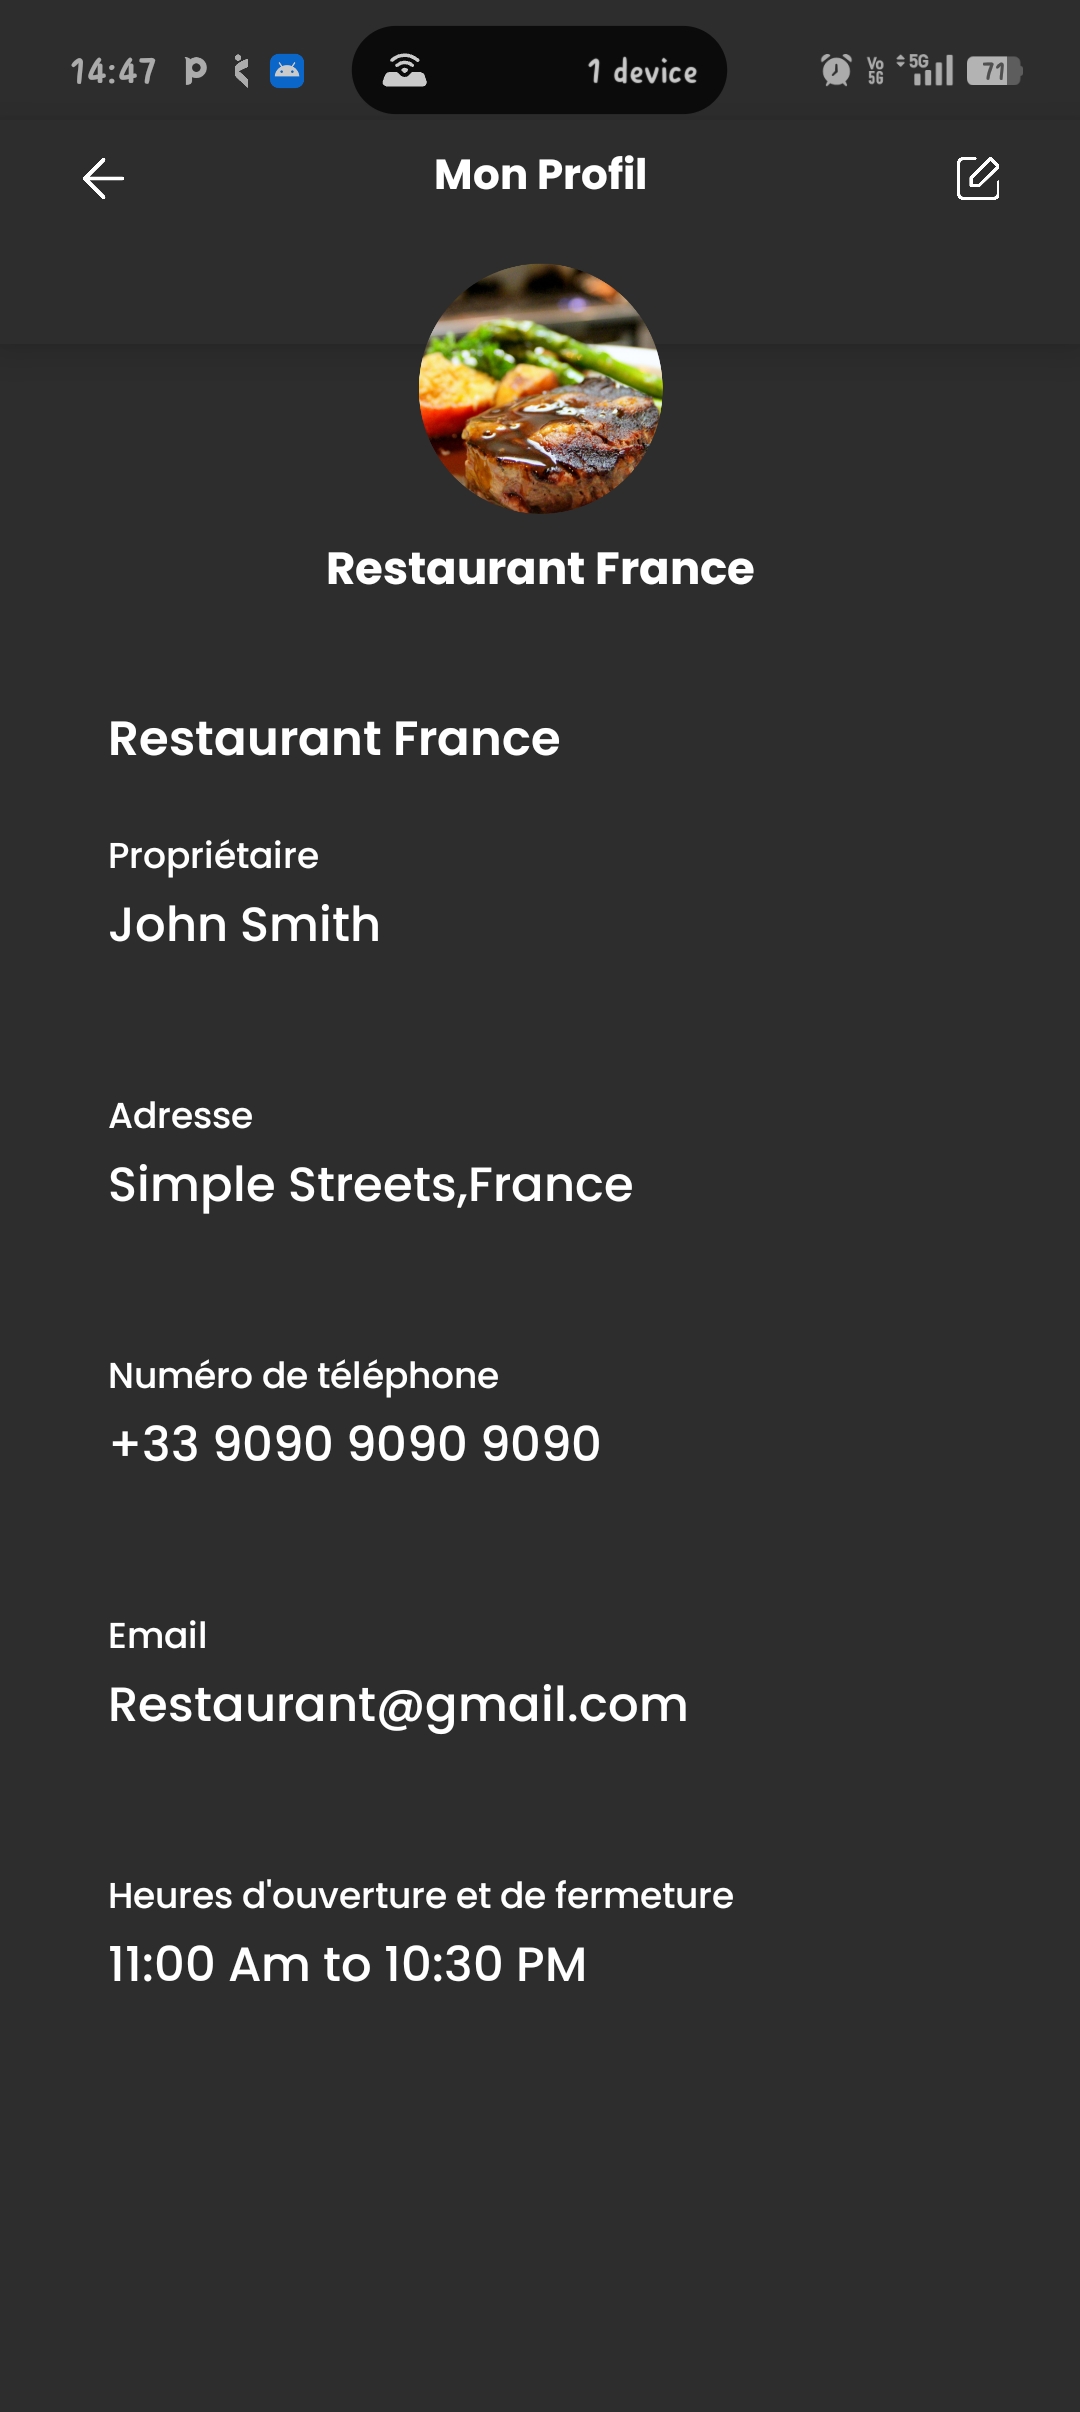 14:47
1 device
Vo 5G
5G
71
Mon Profil
Restaurant France
Restaurant France
Propriétaire
John Smith
Adresse
Simple Streets,France
Numéro de téléphone
+33 9090 9090 9090
Email
Restaurant@gmail.com
Heures d'ouverture et de fermeture
11:00 Am to 10:30 PM